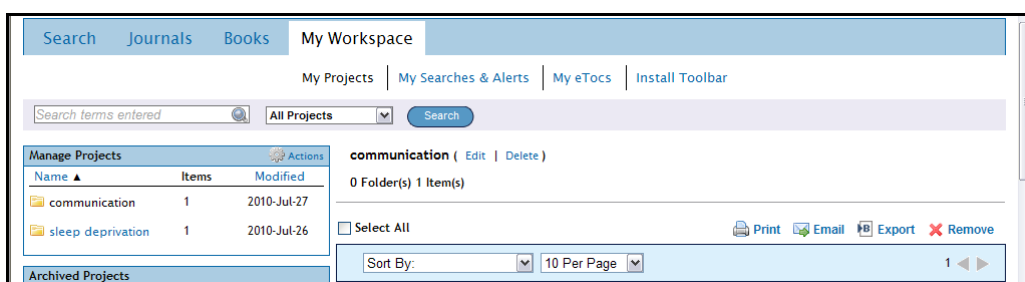 Search Journals Books My Workspace
My Projects My Searches & Alerts My eTocs Install Toolbar
Search terms entered All Projects Search
Manage Projects Actions
Name ▲ Items Modified
communication 1 2010-Jul-27
sleep deprivation 1 2010-Jul-26
Archived Projects
communication ( Edit | Delete )
0 Folder(s) 1 Item(s)
Select All Print Email Export Remove
Sort By: 10 Per Page 1